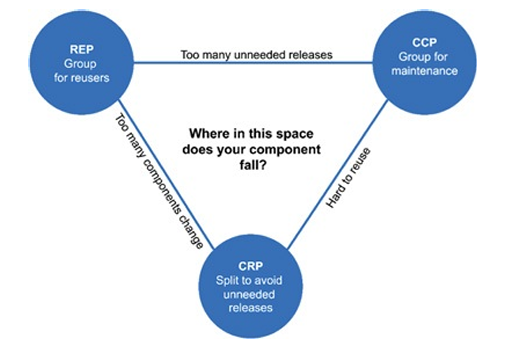 REP
Group
for reusers
CCP
Group for
maintenance
Too many unneeded releases
Too many components change
Where in this space
does your component
fall?
Hard to reuse
CRP
Split to avoid
unneeded
releases